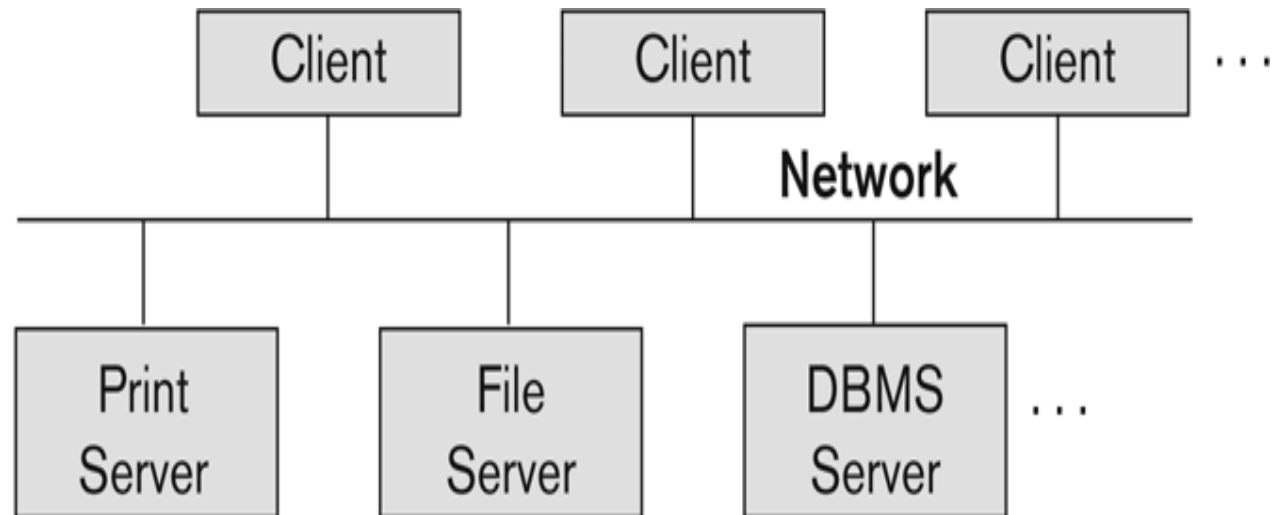 Client Client Client ...
Network
Print File DBMS ...
Server Server Server